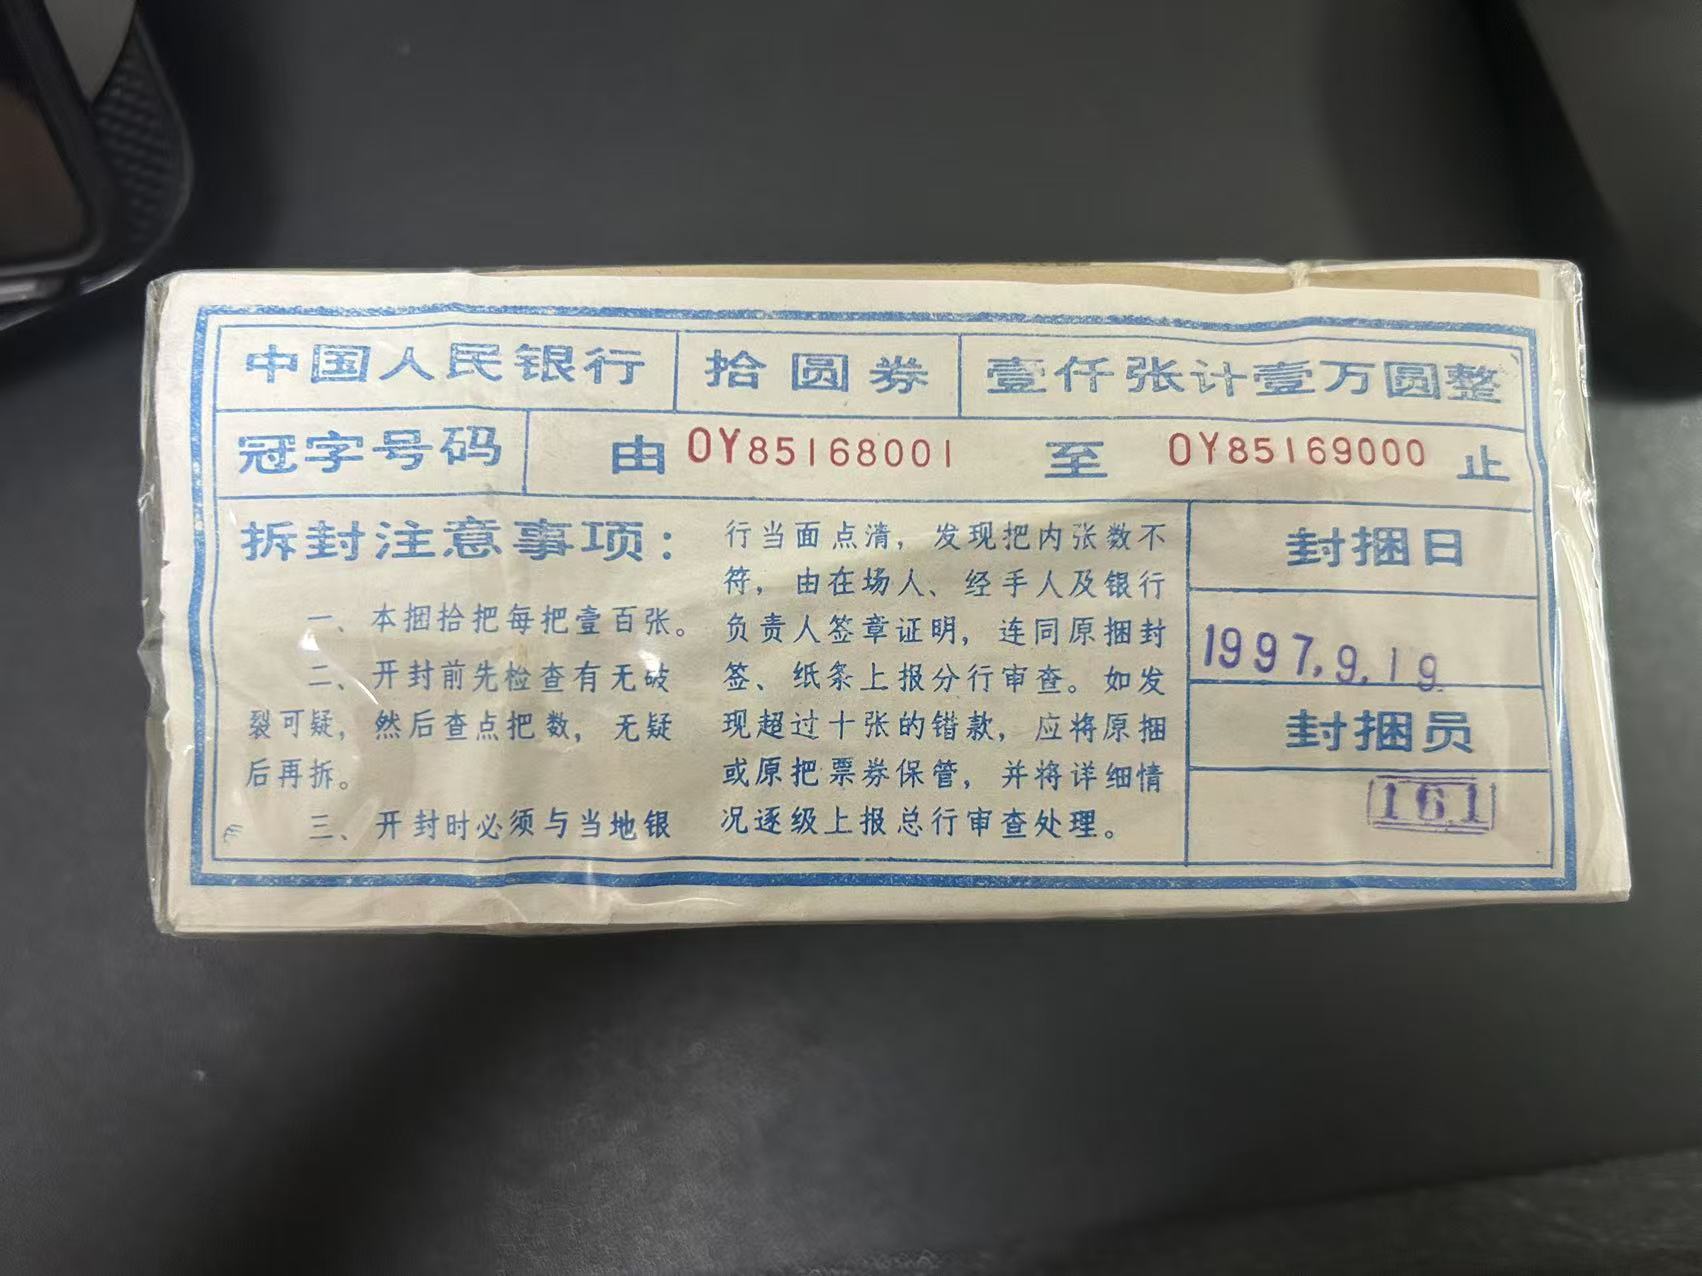 中国人民银行 拾圆券 壹仟张计壹万圆整
冠字号码 由 OY85168001 至 OY85169000 止
拆封注意事项：
一、本捆拾把每把壹百张。
二、开封前先检查有无破
裂可疑，然后查点把数，无疑
后再拆。
三、开封时必须与当地银
行当面点清，发现把内张数不
符，由在场人、经手人及银行
负责人签章证明，连同原捆封
签、纸条上报分行审查。如发
现超过十张的错款，应将原捆
或原把票券保管，并将详细情
况逐级上报总行审查处理。
封捆日
1997.9.19
封捆员
161